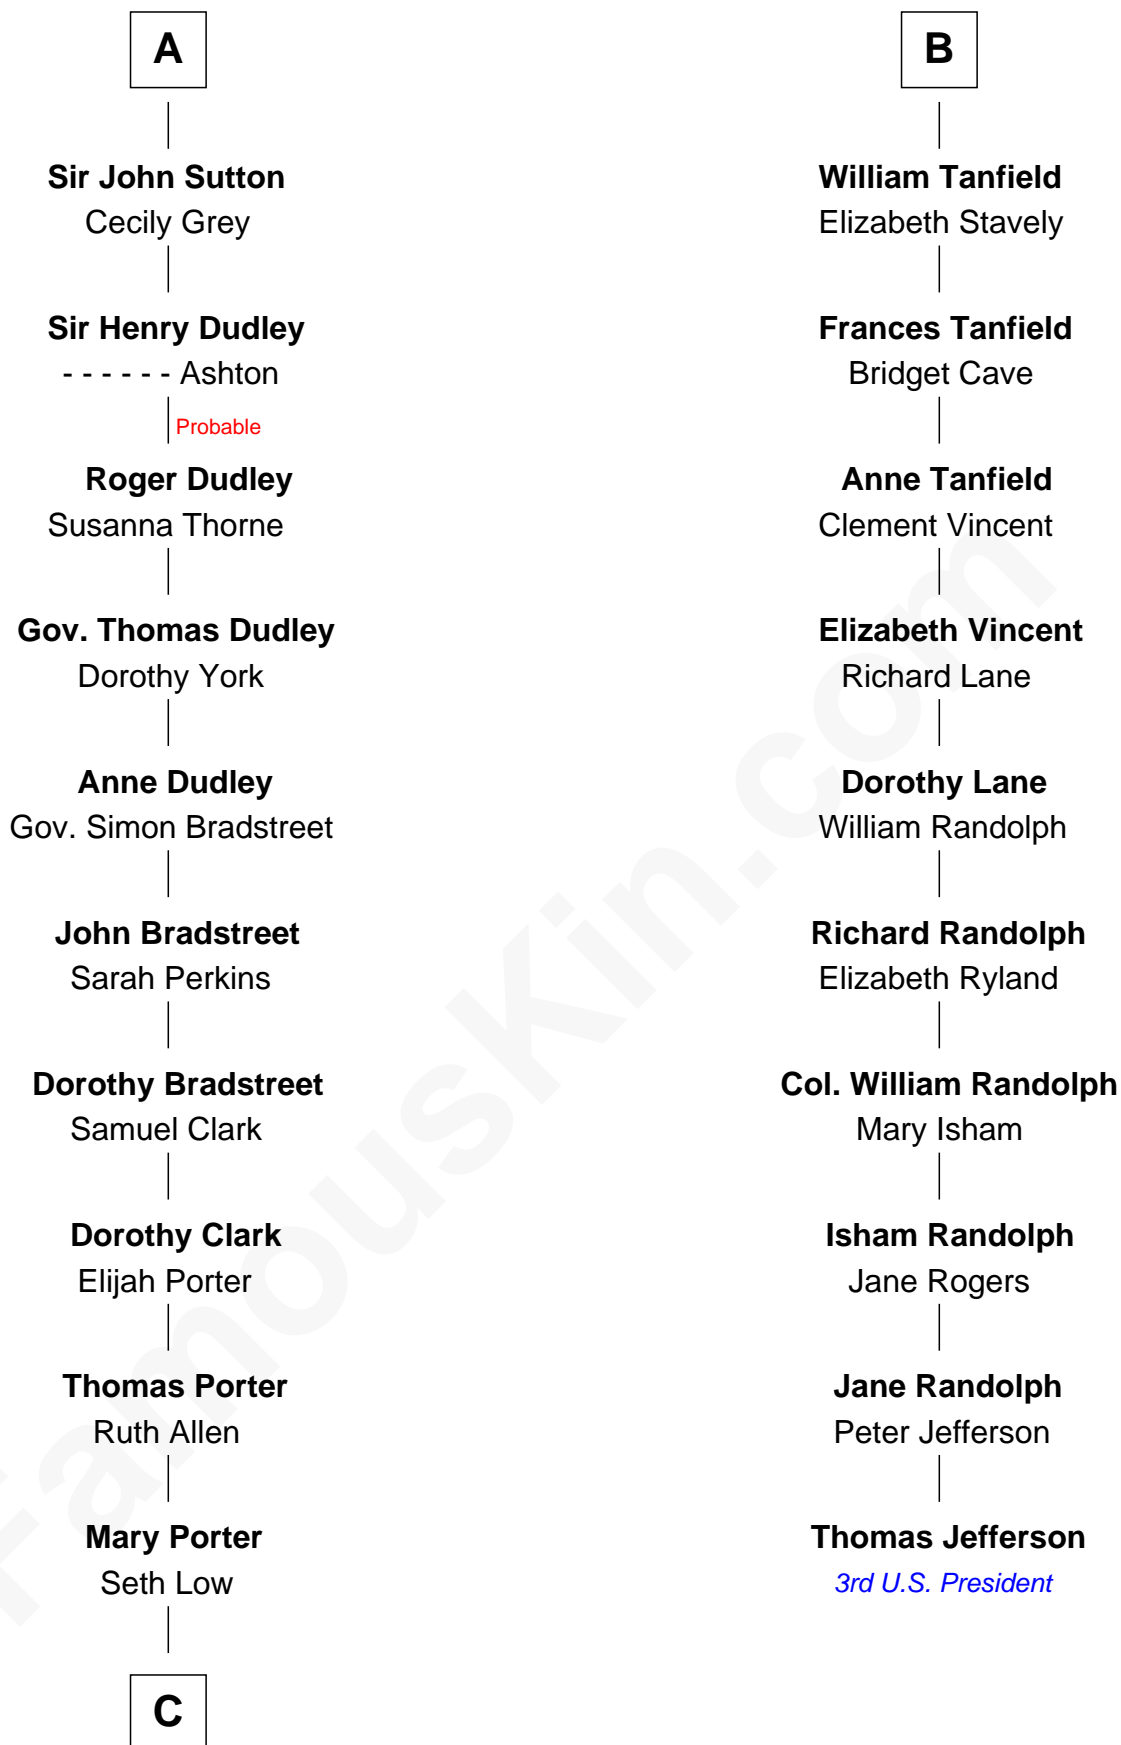 A
Sir John Sutton
Cecily Grey
Sir Henry Dudley
- - - - - - Ashton
Probable
Roger Dudley
Susanna Thorne
Gov. Thomas Dudley
Dorothy York
Anne Dudley
Gov. Simon Bradstreet
John Bradstreet
Sarah Perkins
Dorothy Bradstreet
Samuel Clark
Dorothy Clark
Elijah Porter
Thomas Porter
Ruth Allen
Mary Porter
Seth Low
C
B
William Tanfield
Elizabeth Stavely
Frances Tanfield
Bridget Cave
Anne Tanfield
Clement Vincent
Elizabeth Vincent
Richard Lane
Dorothy Lane
William Randolph
Richard Randolph
Elizabeth Ryland
Col. William Randolph
Mary Isham
Isham Randolph
Jane Rogers
Jane Randolph
Peter Jefferson
Thomas Jefferson
3rd U.S. President
FamousKin.com